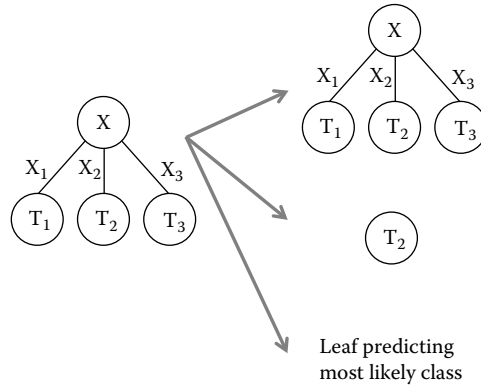 X
X1 X2 X3
T1 T2 T3
X
X1 X2 X3
T1 T2 T3
T2
Leaf predicting
most likely class